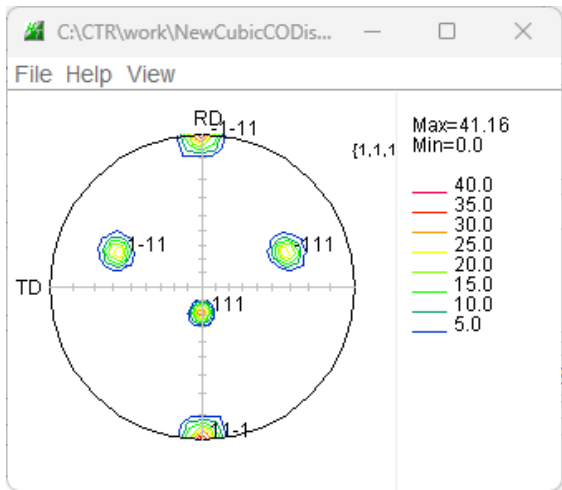 C:\CTR\work\NewCubicCODis...
File Help View
RD
-1-11
{1,1,1
Max=41.16
Min=0.0
40.0
35.0
30.0
25.0
20.0
15.0
10.0
5.0
1-11
-111
TD
111
11-1